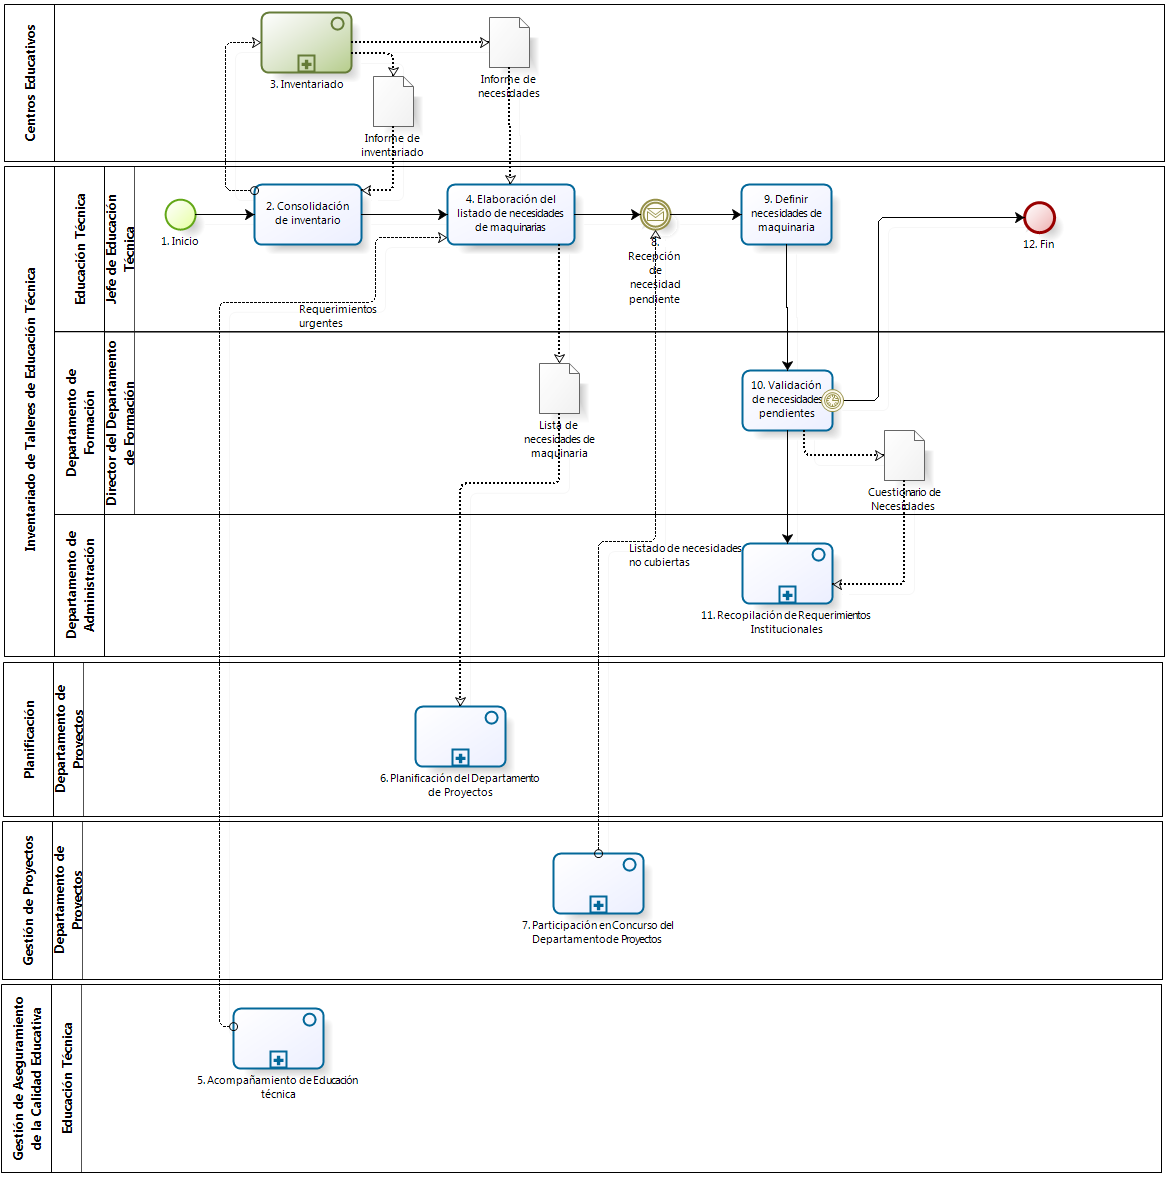 Centros Educativos
3. Inventariado
Informe de
necesidades
Informe de
inventariado
Inventariado de Talleres de Educación Técnica
Educación Técnica
Jefe de Educación
Técnica
1. Inicio
2. Consolidación
de inventario
4. Elaboración del
listado de necesidades
de maquinarias
8.
Recepción
de
necesidad
pendiente
9. Definir
necesidades de
maquinaria
12. Fin
Requerimientos
urgentes
Departamento de
Formación
Director del Departamento
de Formación
Lista de
necesidades de
maquinaria
10. Validación
de necesidades
pendientes
Cuestionario de
Necesidades
Departamento de
Administración
Listado de necesidades
no cubiertas
11. Recopilación de Requerimientos
Institucionales
Planificación
Departamento de
Proyectos
6. Planificación del Departamento
de Proyectos
Gestión de Proyectos
Departamento de
Proyectos
7. Participación en Concurso del
Departamento de Proyectos
Gestión de Aseguramiento
de la Calidad Educativa
Educación Técnica
5. Acompañamiento de Educación
técnica